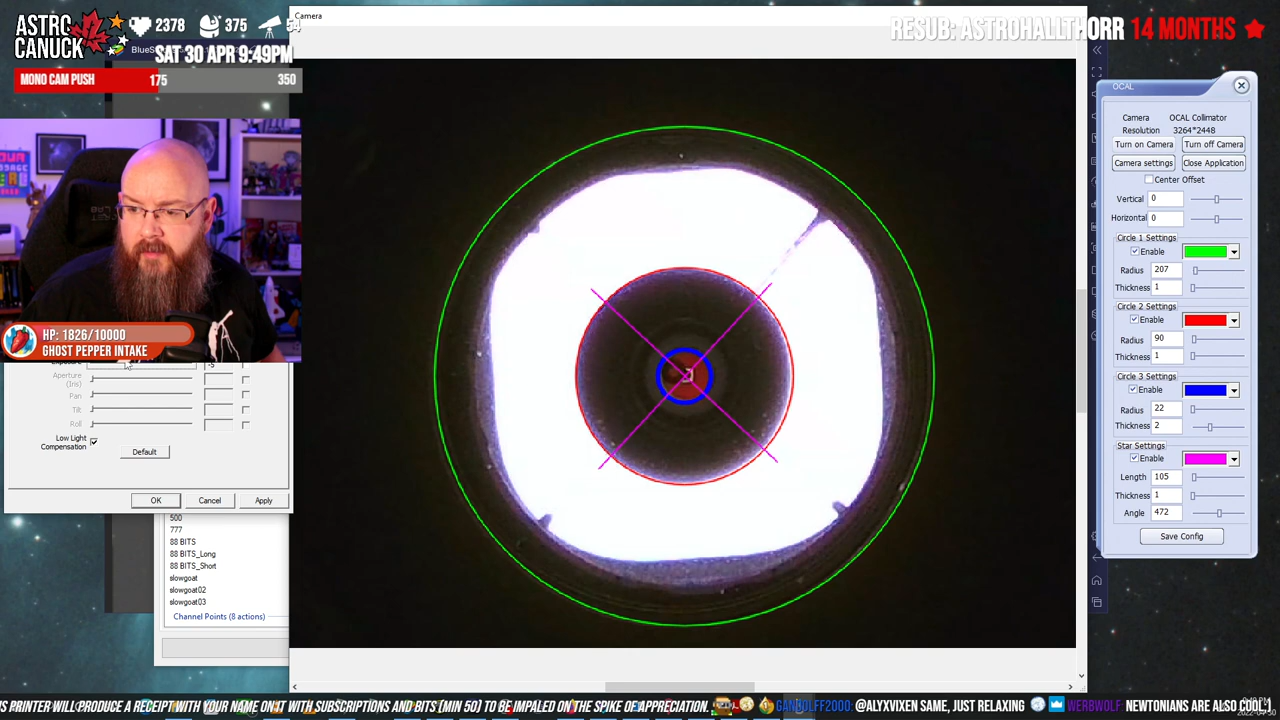 ASTRO
CANUCK
2378
375
54
BlueS
SAT 30 APR 9:49PM
MONO CAM PUSH
175
350
HP: 1826/10000
GHOST PEPPER INTAKE
-5
Aperture
(Iris)
Pan
Tilt
Roll
Low Light
Compensation
Default
OK
Cancel
Apply
500
777
88 BITS
88 BITS_Long
88 BITS_Short
slowgoat
slowgoat02
slowgoat03
Channel Points (8 actions)
Camera
RESUB: ASTROHALLTHORR 14 MONTHS
OCAL
Camera OCAL Collimator
Resolution 3264*2448
Turn on Camera Turn off Camera
Camera settings Close Application
Center Offset
Vertical 0
Horizontal 0
Circle 1 Settings
Enable
Radius 207
Thickness 1
Circle 2 Settings
Enable
Radius 90
Thickness 1
Circle 3 Settings
Enable
Radius 22
Thickness 2
Star Settings
Enable
Length 105
Thickness 1
Angle 472
Save Config
S PRINTER WILL PRODUCE A RECEIPT WITH YOUR NAME ON IT WITH SUBSCRIPTIONS AND BITS (MIN 50) TO BE IMPALED ON THE SPIKE OF APPRECIATION. GANDOLFF2000: @ALYXVIXEN SAME, JUST RELAXING WERBWOLF: NEWTONIANS ARE ALSO COOL